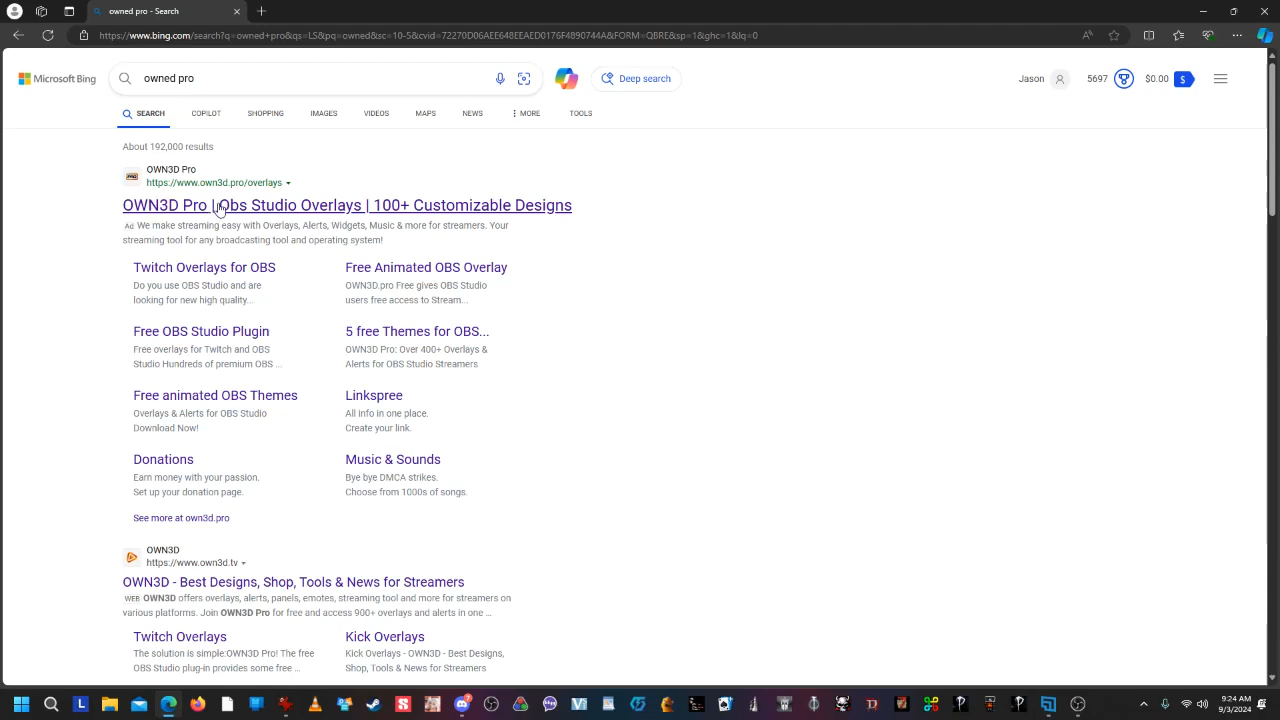 owned pro
https://www.bing.com/search?q=owned+pro&qs=LS&pq=owned&sc=10-5&cvid=72270D06AEE648EEAED0176F4890744A&FORM=QBRE&sp=1&ghc=1&lq=0
Microsoft Bing
owned pro
Deep search
Jason
5697
$0.00
SEARCH
COPILOT
SHOPPING
IMAGES
VIDEOS
MAPS
NEWS
MORE
TOOLS
About 192,000 results
OWN3D Pro
https://www.own3d.pro/overlays
OWN3D Pro | Obs Studio Overlays | 100+ Customizable Designs
Ad We make streaming easy with Overlays, Alerts, Widgets, Music & more for streamers. Your
streaming tool for any broadcasting tool and operating system!
Twitch Overlays for OBS
Do you use OBS Studio and are
looking for new high quality...
Free Animated OBS Overlay
OWN3D.pro Free gives OBS Studio
users free access to Stream...
Free OBS Studio Plugin
Free overlays for Twitch and OBS
Studio Hundreds of premium OBS ...
5 free Themes for OBS...
OWN3D Pro: Over 400+ Overlays &
Alerts for OBS Studio Streamers
Free animated OBS Themes
Overlays & Alerts for OBS Studio
Download Now!
Linkspree
All info in one place.
Create your link.
Donations
Earn money with your passion.
Set up your donation page.
Music & Sounds
Bye bye DMCA strikes.
Choose from 1000s of songs.
See more at own3d.pro
OWN3D
https://www.own3d.tv
OWN3D - Best Designs, Shop, Tools & News for Streamers
WEB OWN3D offers overlays, alerts, panels, emotes, streaming tool and more for streamers on
various platforms. Join OWN3D Pro for free and access 900+ overlays and alerts in one ...
Twitch Overlays
The solution is simple:OWN3D Pro! The free
OBS Studio plug-in provides some free ...
Kick Overlays
Kick Overlays - OWN3D - Best Designs,
Shop, Tools & News for Streamers
9:24 AM
9/3/2024